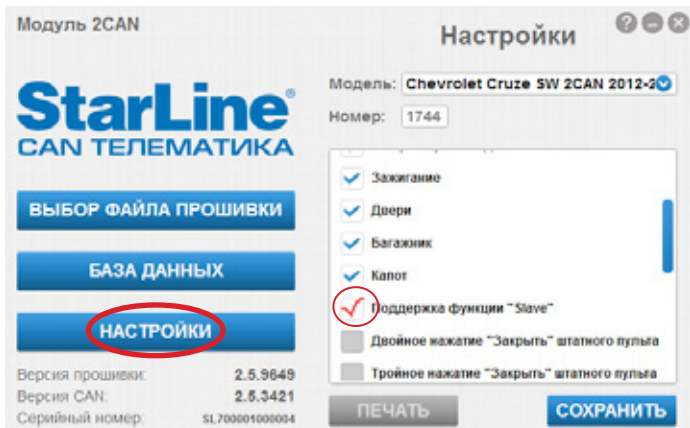 Модуль 2CAN
StarLine®
CAN ТЕЛЕМАТИКА
ВЫБОР ФАЙЛА ПРОШИВКИ
БАЗА ДАННЫХ
НАСТРОЙКИ
Версия прошивки: 2.5.9649
Версия CAN: 2.5.3421
Серийный номер: SL700001000004
Настройки
Модель: Chevrolet Cruze SW 2CAN 2012-2
Номер: 1744
Зажигание
Двери
Багажник
Капот
Поддержка функции "Slave"
Двойное нажатие "Закрыть" штатного пульта
Тройное нажатие "Закрыть" штатного пульта
ПЕЧАТЬ
СОХРАНИТЬ